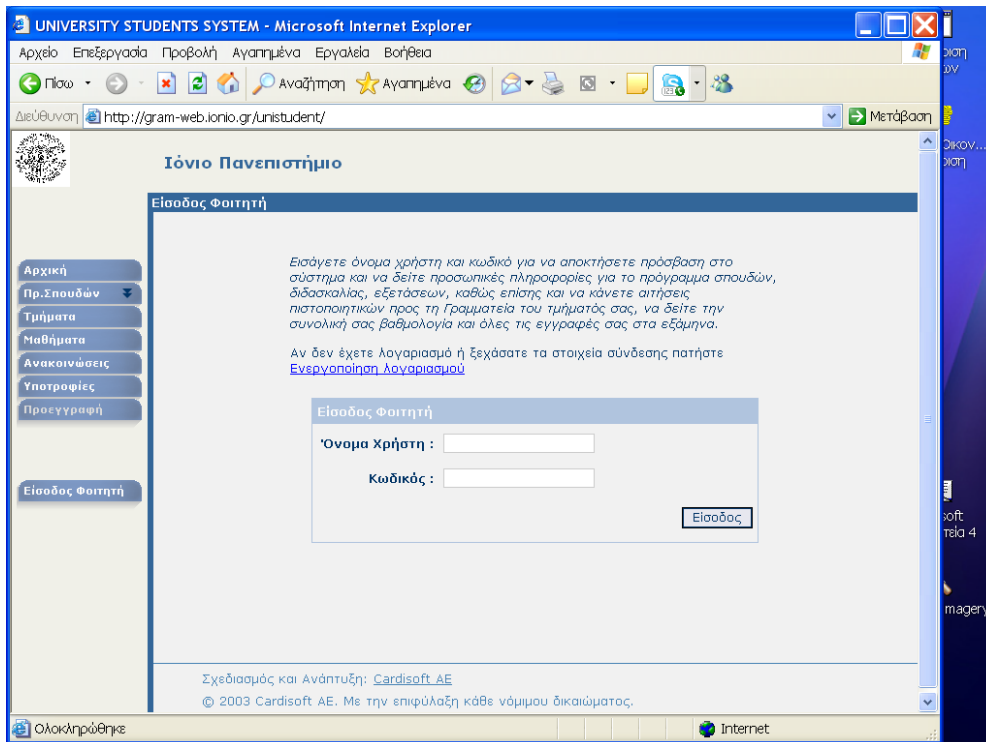 UNIVERSITY STUDENTS SYSTEM - Microsoft Internet Explorer
Αρχείο Επεξεργασία Προβολή Αγαπημένα Εργαλεία Βοήθεια
Πίσω Αναζήτηση Αγαπημένα
Διεύθυνση http://gram-web.ionio.gr/unistudent/ Μετάβαση
Ιόνιο Πανεπιστήμιο
Είσοδος Φοιτητή
Αρχική
Πρ.Σπουδών
Τμήματα
Μαθήματα
Ανακοινώσεις
Υποτροφίες
Προεγγραφή
Είσοδος Φοιτητή
Εισάγετε όνομα χρήστη και κωδικό για να αποκτήσετε πρόσβαση στο
σύστημα και να δείτε προσωπικές πληροφορίες για το πρόγραμμα σπουδών,
διδασκαλίας, εξετάσεων, καθώς επίσης και να κάνετε αιτήσεις
πιστοποιητικών προς τη Γραμματεία του τμήματός σας, να δείτε την
συνολική σας βαθμολογία και όλες τις εγγραφές σας στα εξάμηνα.
Αν δεν έχετε λογαριασμό ή ξεχάσατε τα στοιχεία σύνδεσης πατήστε
Ενεργοποίηση λογαριασμού
Είσοδος Φοιτητή
Όνομα Χρήστη :
Κωδικός :
Είσοδος
Σχεδιασμός και Ανάπτυξη: Cardisoft AE
© 2003 Cardisoft AE. Με την επιφύλαξη κάθε νόμιμου δικαιώματος.
Ολοκληρώθηκε Internet